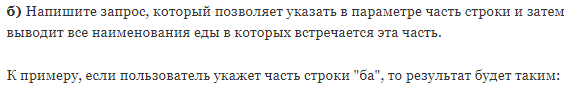 б) Напишите запрос, который позволяет указать в параметре часть строки и затем
выводит все наименования еды в которых встречается эта часть.
К примеру, если пользователь укажет часть строки "ба", то результат будет таким: